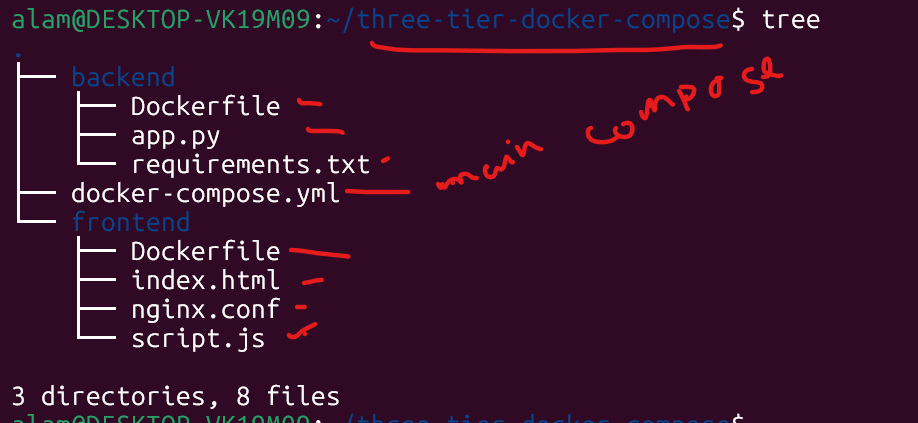 alam@DESKTOP-VK19M09:~/three-tier-docker-compose$ tree
.
├── backend
│   ├── Dockerfile
│   ├── app.py
│   └── requirements.txt
├── docker-compose.yml main compose
└── frontend
    ├── Dockerfile
    ├── index.html
    ├── nginx.conf
    └── script.js
3 directories, 8 files
alam@DESKTOP-VK19M09:~/three-tier-docker-compose$